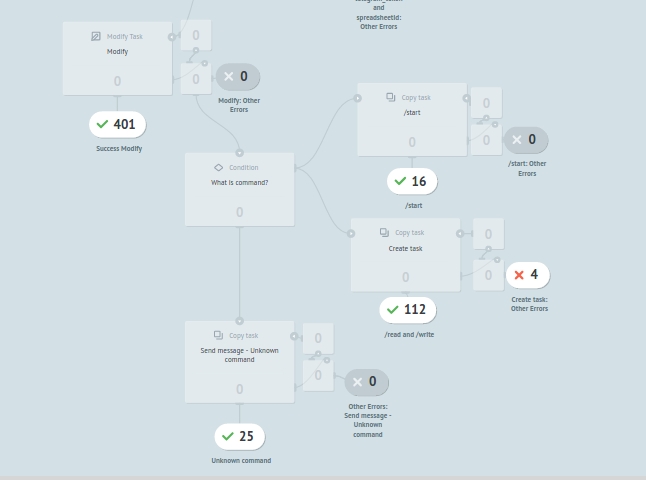 and
spreadsheetid:
Other Errors
Modify Task
Modify
0
0
0
0
Modify: Other
Errors
401
Success Modify
Copy task
/start
0
0
0
0
/start: Other
Errors
16
/start
Condition
What is command?
0
Copy task
Create task
0
0
0
4
Create task:
Other Errors
112
/read and /write
Copy task
Send message - Unknown
command
0
0
0
0
Other Errors:
Send message -
Unknown
command
25
Unknown command